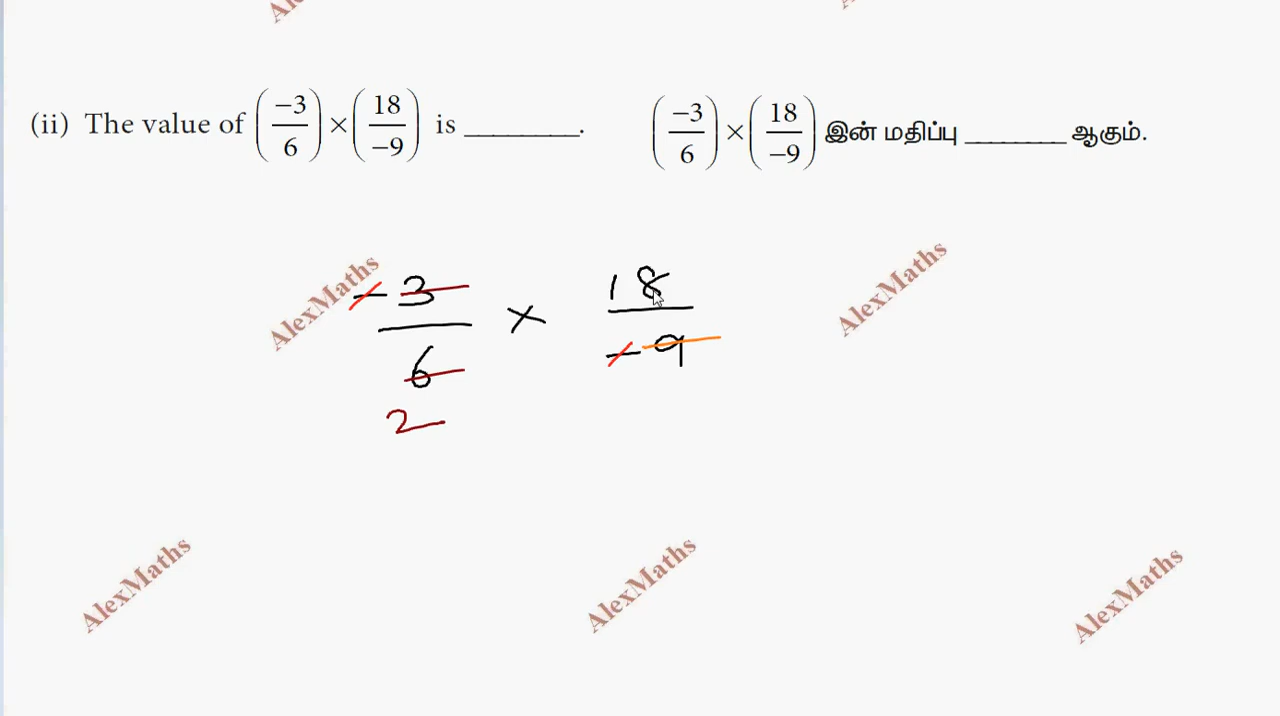 (ii) The value of (−3/6) × (18/−9) is ________.
(−3/6) × (18/−9) இன் மதிப்பு ________ ஆகும்.
−3/6 × 18/−9
2
AlexMaths
AlexMaths
AlexMaths
AlexMaths
AlexMaths